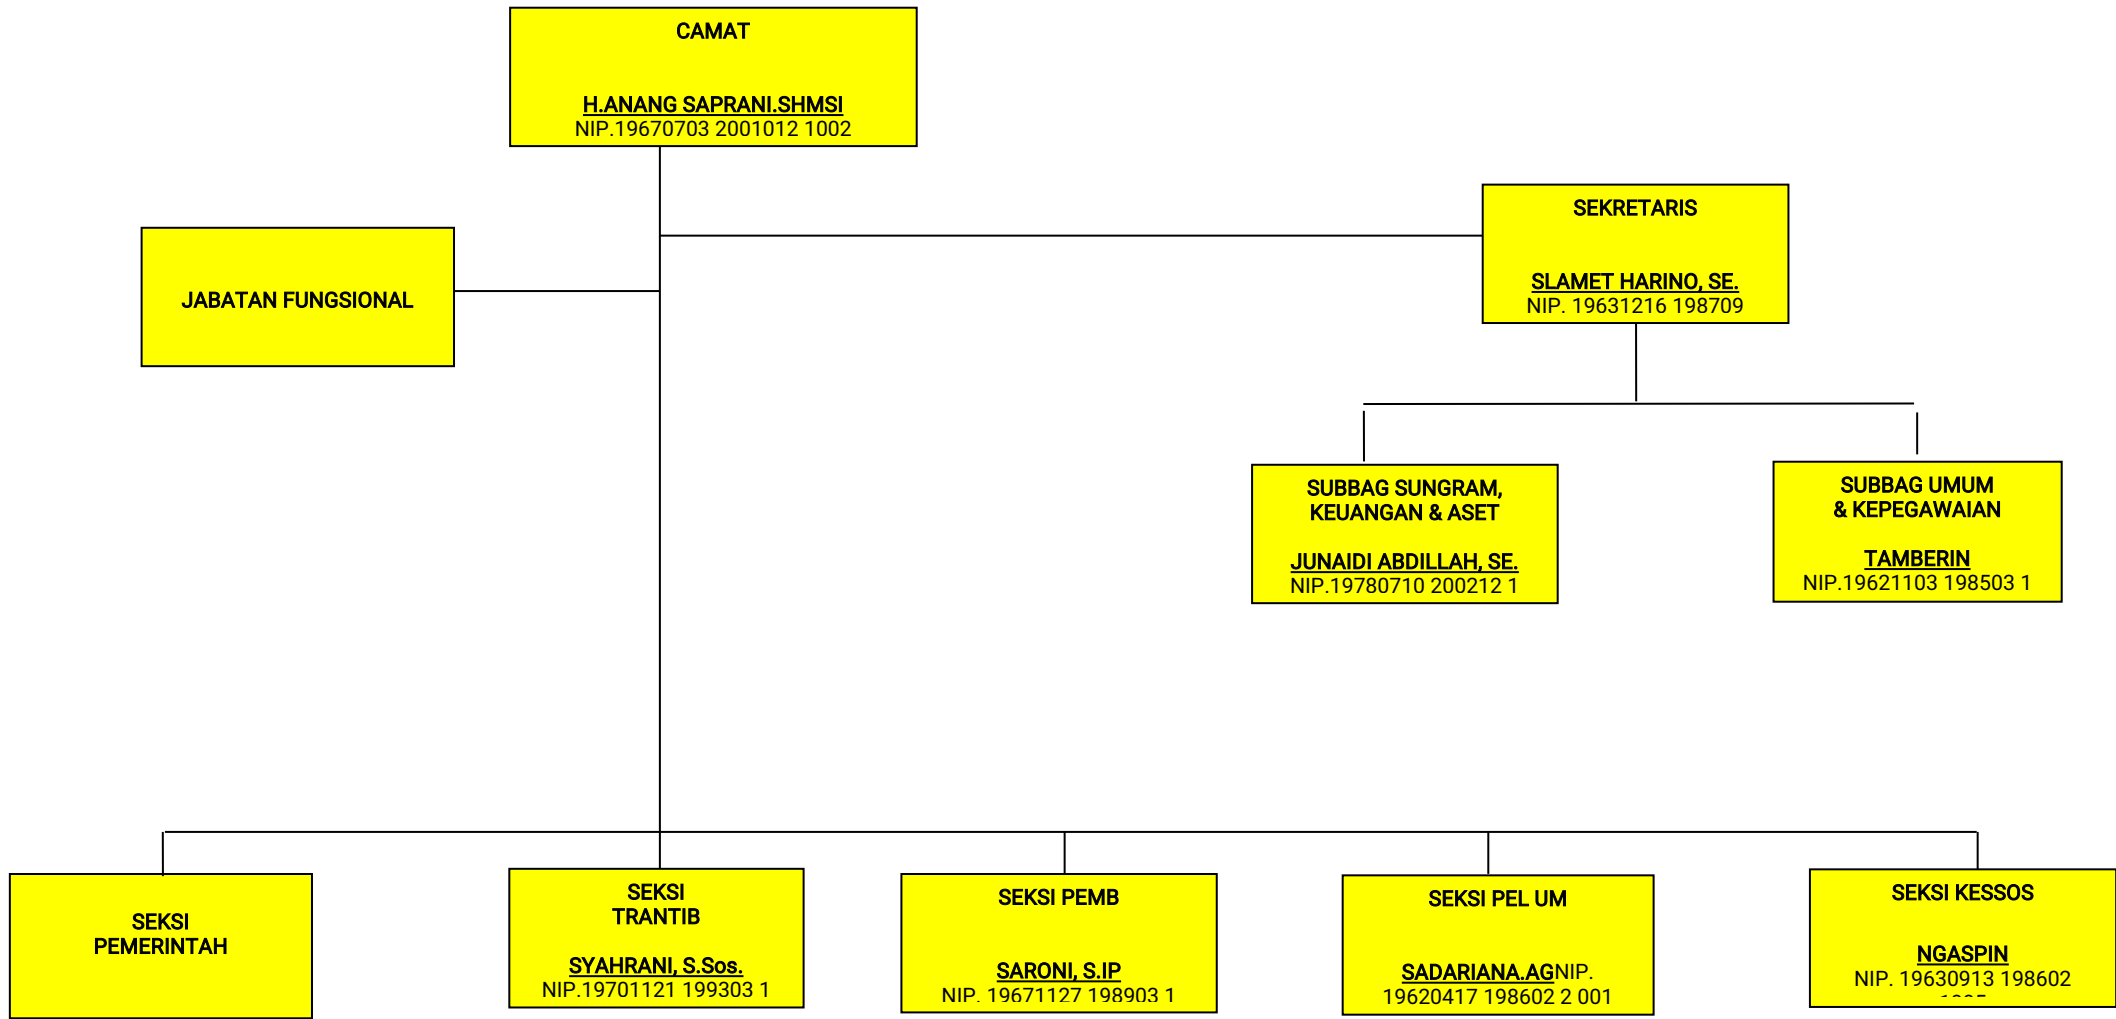 CAMAT
H.ANANG SAPRANI.SHMSI
NIP.19670703 2001012 1002
SEKRETARIS
SLAMET HARINO, SE.
NIP. 19631216 198709
JABATAN FUNGSIONAL
SUBBAG SUNGRAM,
KEUANGAN & ASET
JUNAIDI ABDILLAH, SE.
NIP.19780710 200212 1
SUBBAG UMUM
& KEPEGAWAIAN
TAMBERIN
NIP.19621103 198503 1
SEKSI
PEMERINTAH
SEKSI
TRANTIB
SYAHRANI, S.Sos.
NIP.19701121 199303 1
SEKSI PEMB
SARONI, S.IP
NIP. 19671127 198903 1
SEKSI PEL UM
SADARIANA.AGNIP.
19620417 198602 2 001
SEKSI KESSOS
NGASPIN
NIP. 19630913 198602